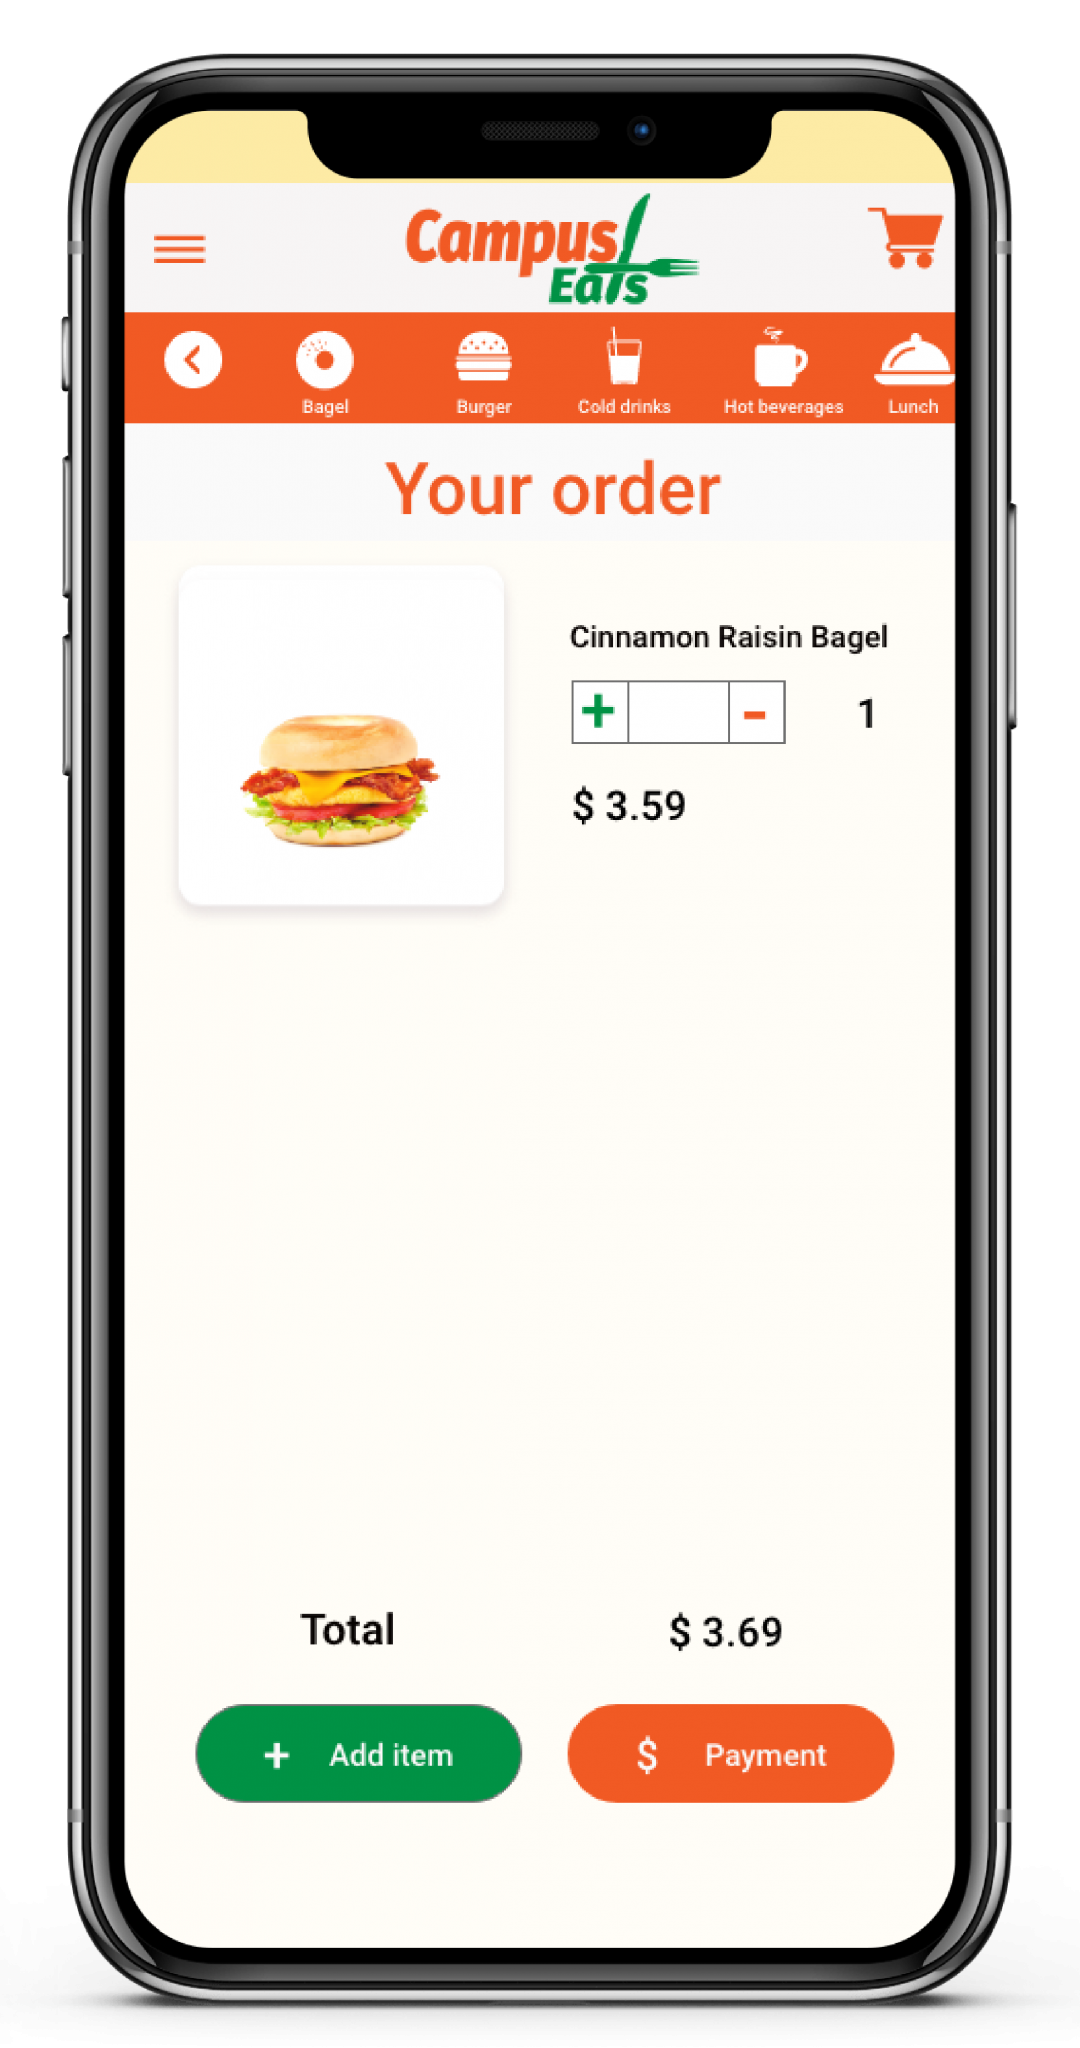 Campus
Eats
Bagel
Burger
Cold drinks
Hot beverages
Lunch
Your order
Cinnamon Raisin Bagel
+
-
1
$ 3.59
Total
$ 3.69
+ Add item
$ Payment